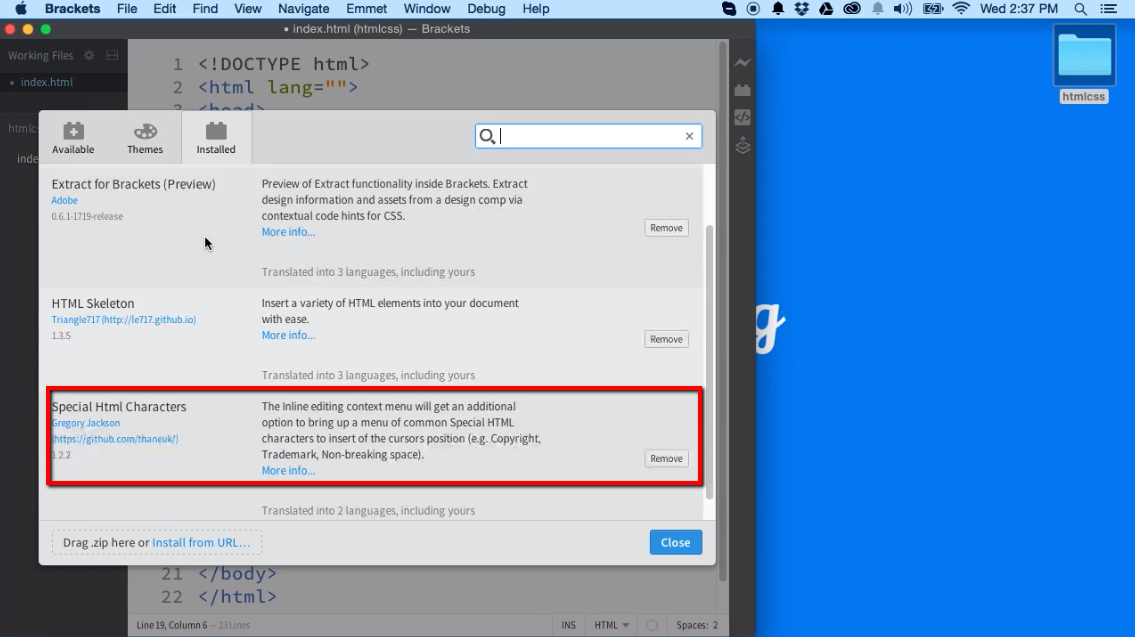 Brackets File Edit Find View Navigate Emmet Window Debug Help Wed 2:37 PM
• index.html (htmlcss) — Brackets
Working Files
• index.html
htmlcs
inde
1 <!DOCTYPE html>
2 <html lang="">
3 <head>
Available Themes Installed
Extract for Brackets (Preview)
Adobe
0.6.1-1719-release
Preview of Extract functionality inside Brackets. Extract
design information and assets from a design comp via
contextual code hints for CSS.
More info...
Remove
Translated into 3 languages, including yours
HTML Skeleton
Triangle717 (http://le717.github.io)
1.3.5
Insert a variety of HTML elements into your document
with ease.
More info...
Remove
Translated into 3 languages, including yours
Special Html Characters
Gregory Jackson
(https://github.com/thaneuk/)
1.2.2
The Inline editing context menu will get an additional
option to bring up a menu of common Special HTML
characters to insert of the cursors position (e.g. Copyright,
Trademark, Non-breaking space).
More info...
Remove
Translated into 2 languages, including yours
Drag .zip here or Install from URL...
Close
21 </body>
22 </html>
Line 19, Column 6 — 23 Lines
INS HTML Spaces: 2
htmlcss
g